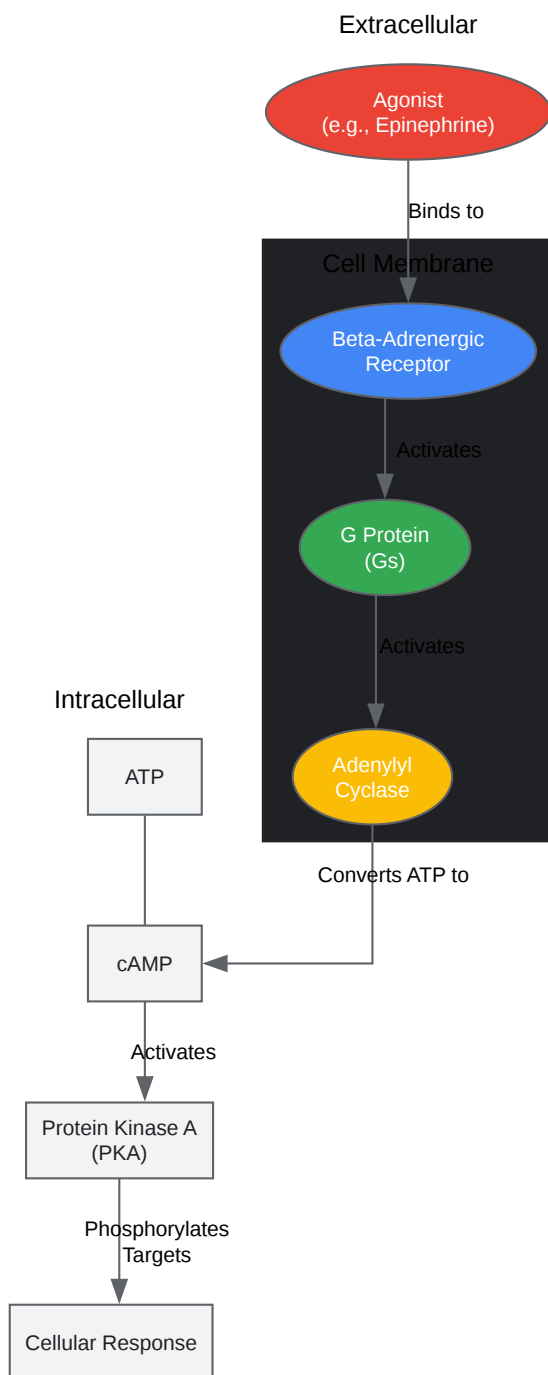 Extracellular
Agonist
(e.g., Epinephrine)
Binds to
Cell Membrane
Beta-Adrenergic
Receptor
Activates
G Protein
(Gs)
Activates
Intracellular
ATP
Adenylyl
Cyclase
Converts ATP to
cAMP
Activates
Protein Kinase A
(PKA)
Phosphorylates
Targets
Cellular Response